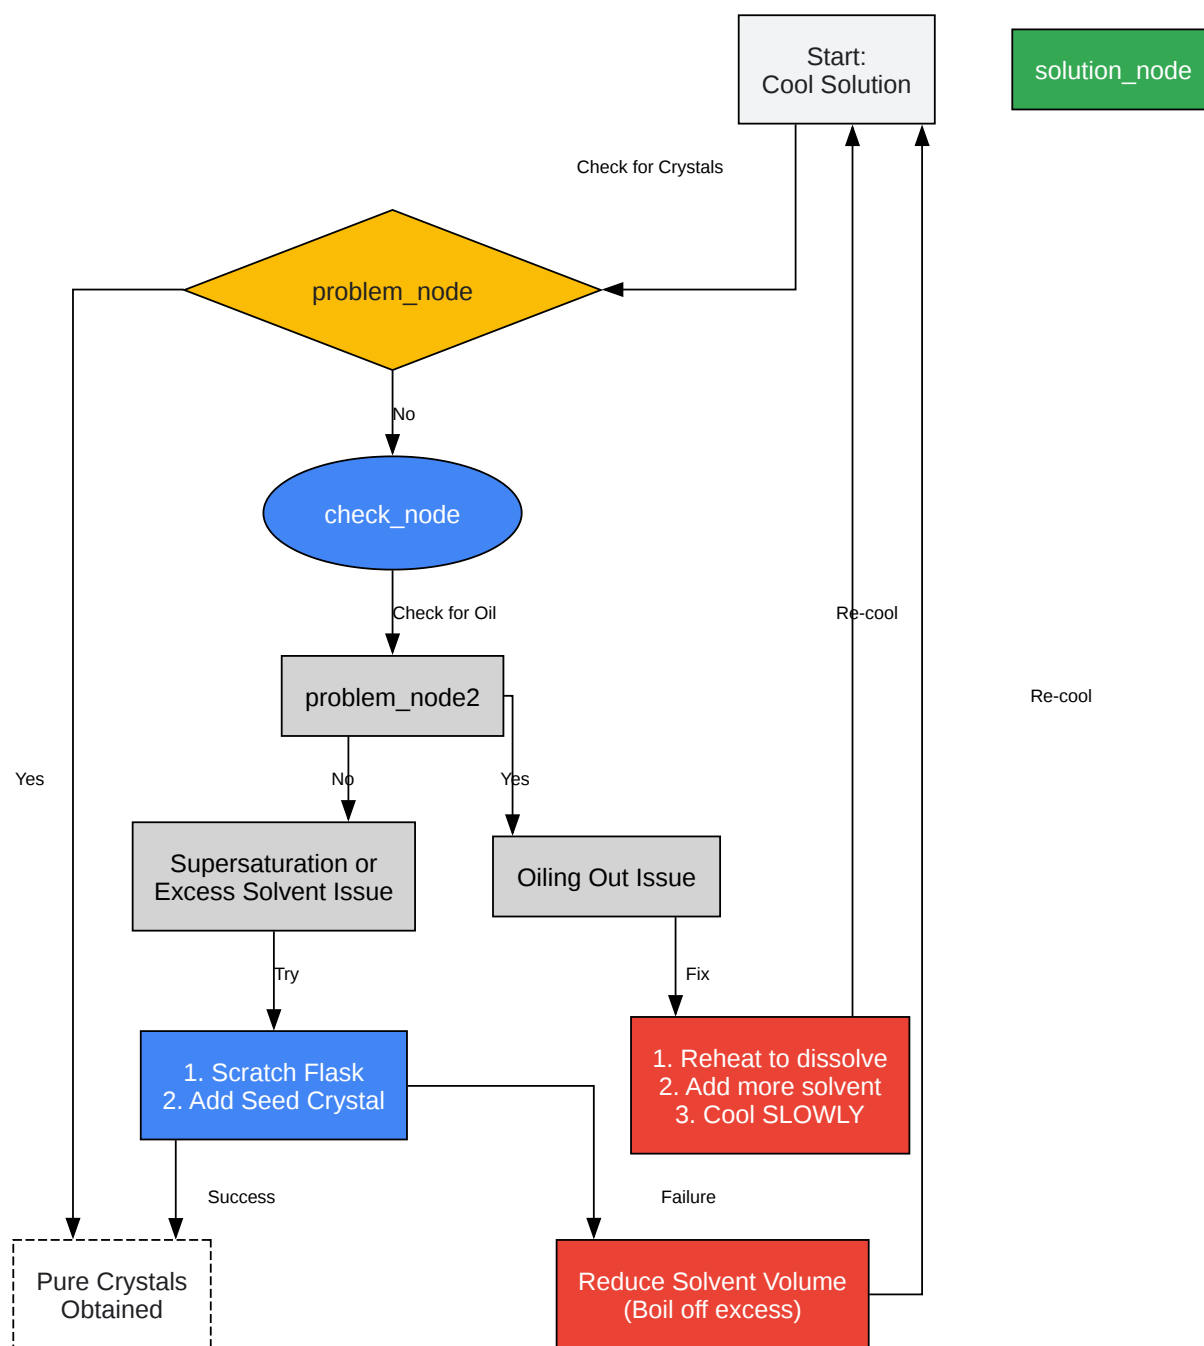 Start:
Cool Solution
solution_node
Check for Crystals
problem_node
No
check_node
Check for Oil
Re-cool
problem_node2
Re-cool
Yes
No
Yes
Supersaturation or
Excess Solvent Issue
Oiling Out Issue
Try
Fix
1. Scratch Flask
2. Add Seed Crystal
1. Reheat to dissolve
2. Add more solvent
3. Cool SLOWLY
Success
Failure
Pure Crystals
Obtained
Reduce Solvent Volume
(Boil off excess)